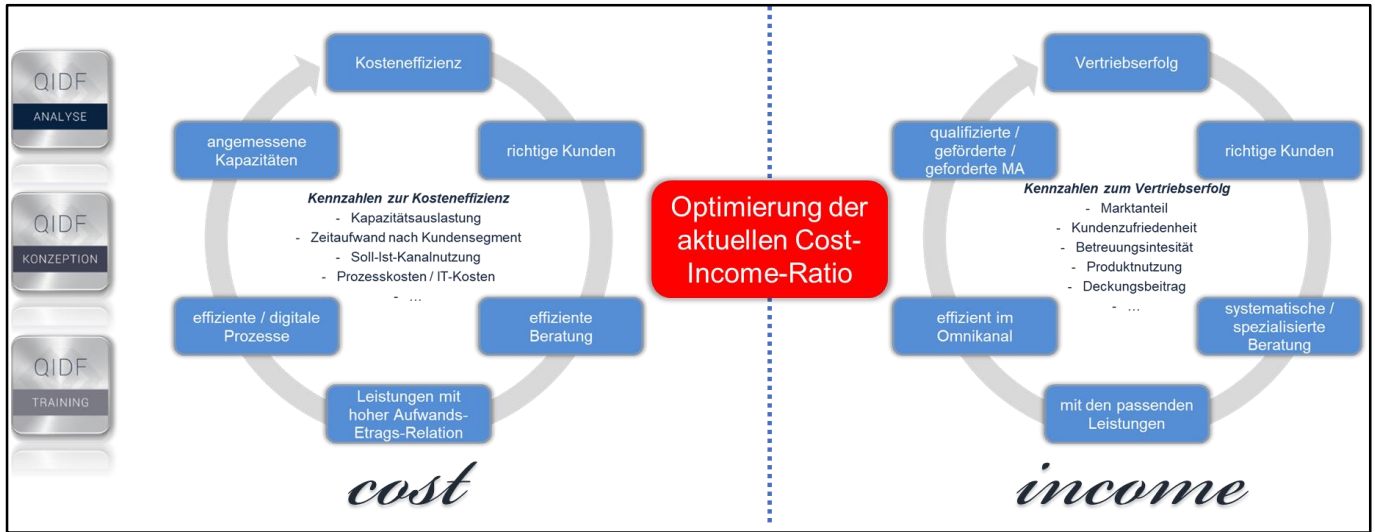 QIDF
ANALYSE
QIDF
KONZEPTION
QIDF
TRAINING
Kosteneffizienz
richtige Kunden
effiziente
Beratung
Leistungen mit
hoher Aufwands-
Etrags-Relation
effiziente / digitale
Prozesse
angemessene
Kapazitäten
Kennzahlen zur Kosteneffizienz
- Kapazitätsauslastung
- Zeitaufwand nach Kundensegment
- Soll-Ist-Kanalnutzung
- Prozesskosten / IT-Kosten
- ...
cost
Optimierung der
aktuellen Cost-
Income-Ratio
Vertriebserfolg
richtige Kunden
systematische /
spezialisierte
Beratung
mit den passenden
Leistungen
effizient im
Omnikanal
qualifizierte /
geförderte /
geforderte MA
Kennzahlen zum Vertriebserfolg
- Marktanteil
- Kundenzufriedenheit
- Betreuungsintesität
- Produktnutzung
- Deckungsbeitrag
- ...
income